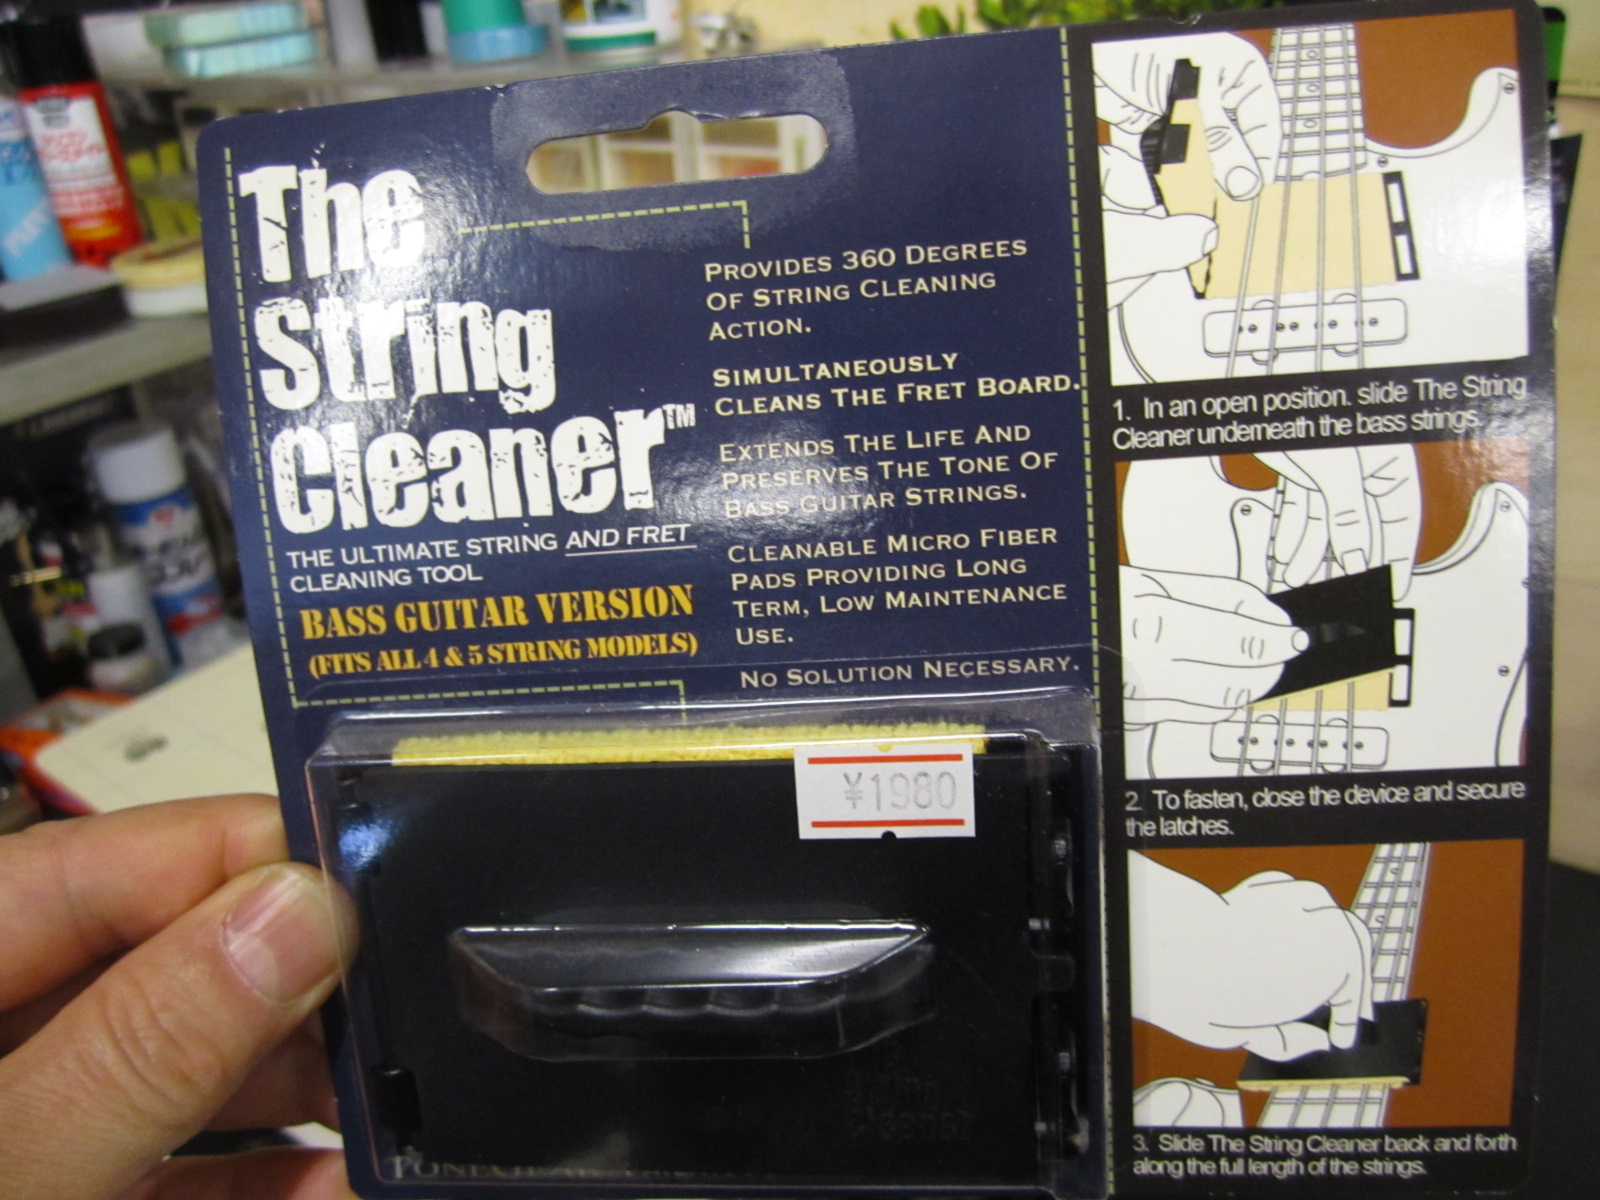 The
String
Cleaner™
THE ULTIMATE STRING AND FRET
CLEANING TOOL
BASS GUITAR VERSION
(FITS ALL 4 & 5 STRING MODELS)
PROVIDES 360 DEGREES
OF STRING CLEANING
ACTION.
SIMULTANEOUSLY
CLEANS THE FRET BOARD.
EXTENDS THE LIFE AND
PRESERVES THE TONE OF
BASS GUITAR STRINGS.
CLEANABLE MICRO FIBER
PADS PROVIDING LONG
TERM, LOW MAINTENANCE
USE.
NO SOLUTION NECESSARY.
¥1980
1. In an open position. slide The String
Cleaner underneath the bass strings.
2. To fasten, close the device and secure
the latches.
3. Slide The String Cleaner back and forth
along the full length of the strings.